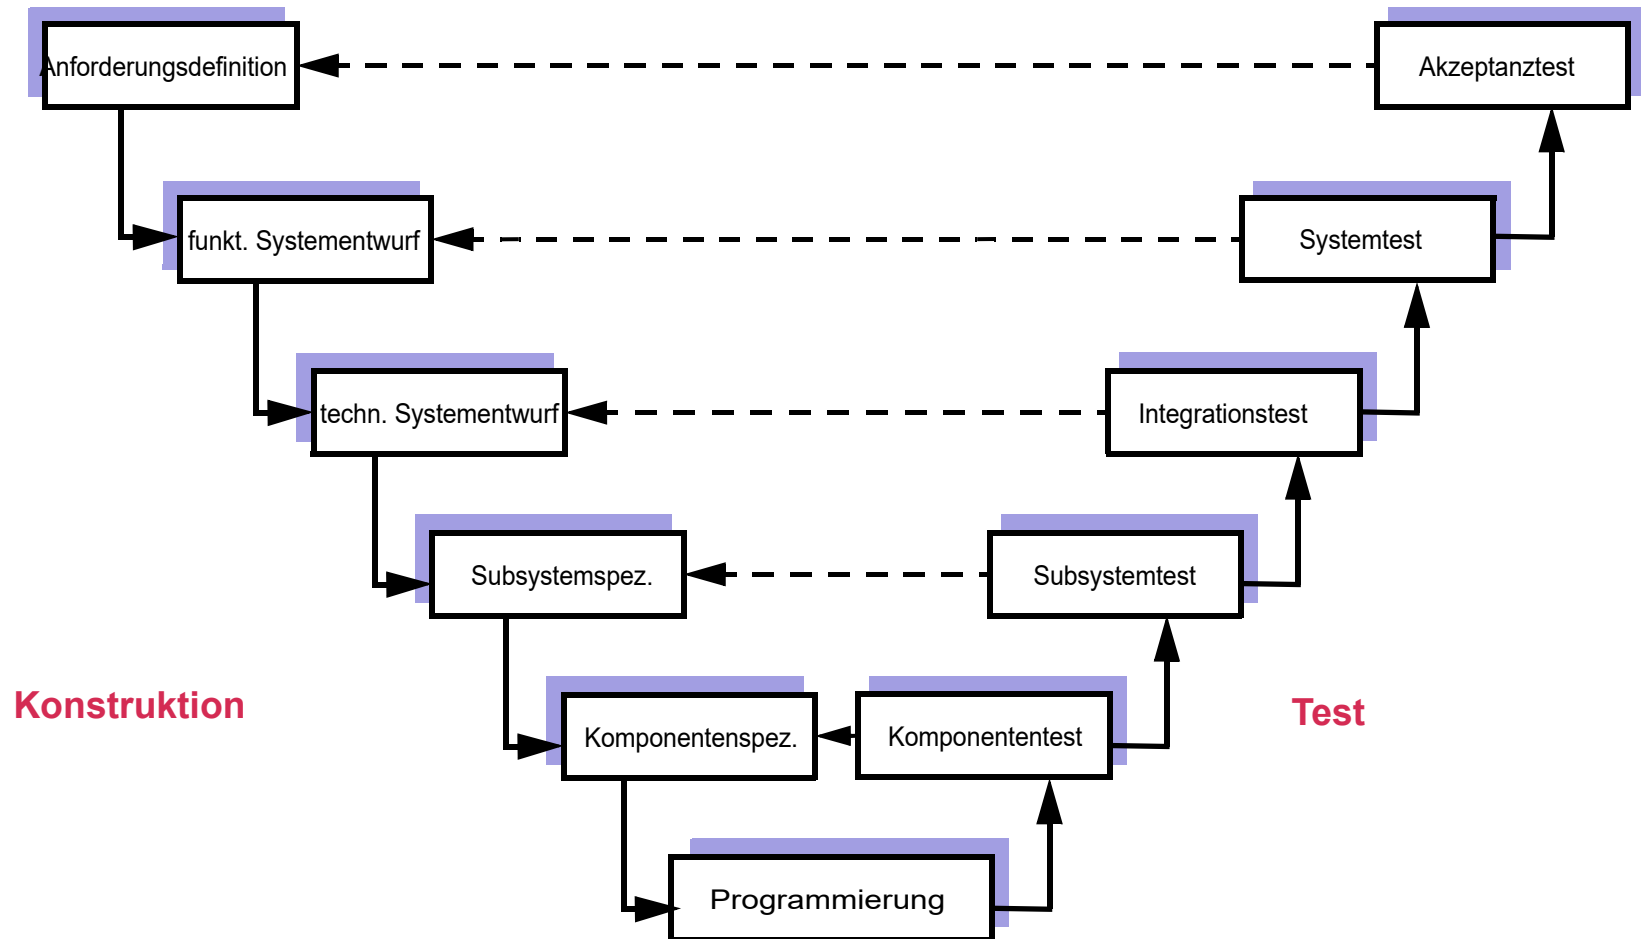 Anforderungsdefinition
Akzeptanztest
funkt. Systementwurf
Systemtest
techn. Systementwurf
Integrationstest
Subsystemspez.
Subsystemtest
Konstruktion
Test
Komponentenspez.
Komponententest
Programmierung